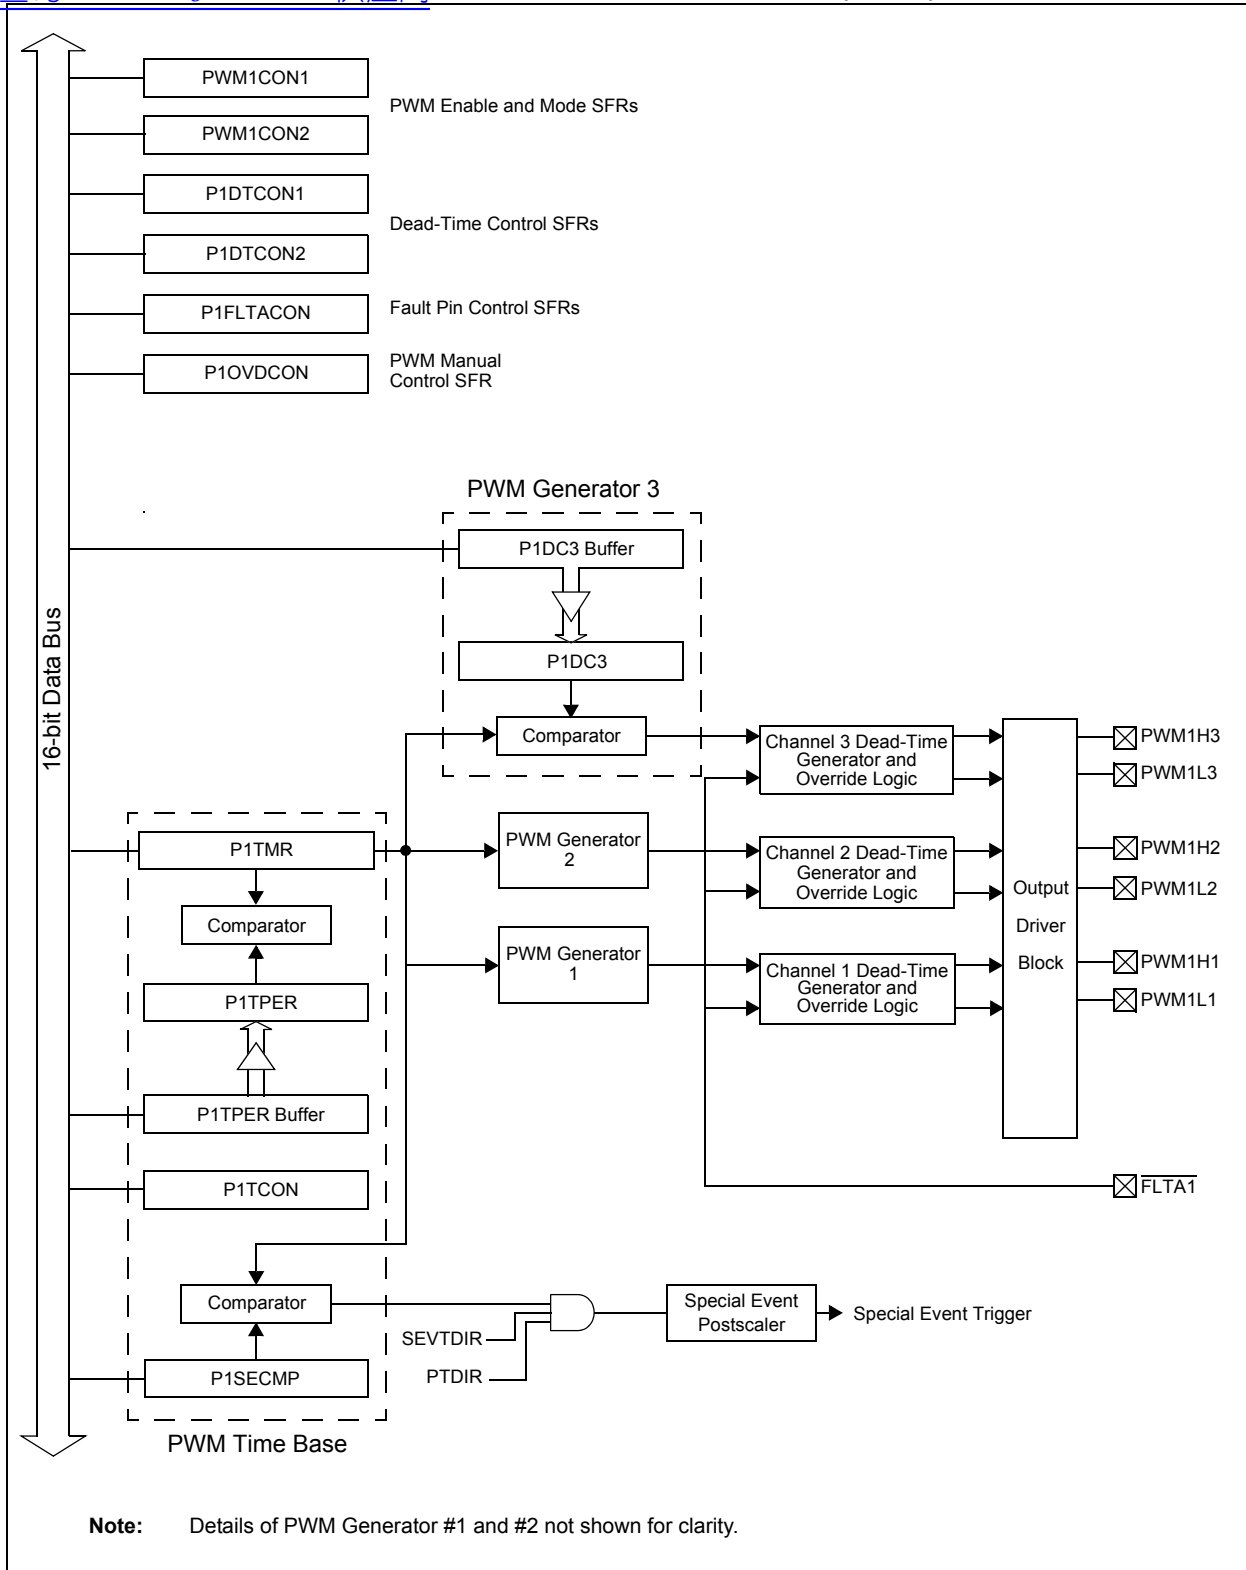 PWM1CON1
PWM Enable and Mode SFRs
PWM1CON2
P1DTCON1
Dead-Time Control SFRs
P1DTCON2
P1FLTACON
Fault Pin Control SFRs
P1OVDCON
PWM Manual
Control SFR
16-bit Data Bus
PWM Generator 3
P1DC3 Buffer
P1DC3
Comparator
Channel 3 Dead-Time
Generator and
Override Logic
PWM1H3
PWM1L3
P1TMR
PWM Generator
2
Channel 2 Dead-Time
Generator and
Override Logic
PWM1H2
PWM1L2
Output
Driver
Block
Comparator
PWM Generator
1
Channel 1 Dead-Time
Generator and
Override Logic
PWM1H1
PWM1L1
P1TPER
P1TPER Buffer
P1TCON
FLTA1
Comparator
SEVTDIR
PTDIR
Special Event
Postscaler
Special Event Trigger
P1SECMP
PWM Time Base
Note: Details of PWM Generator #1 and #2 not shown for clarity.